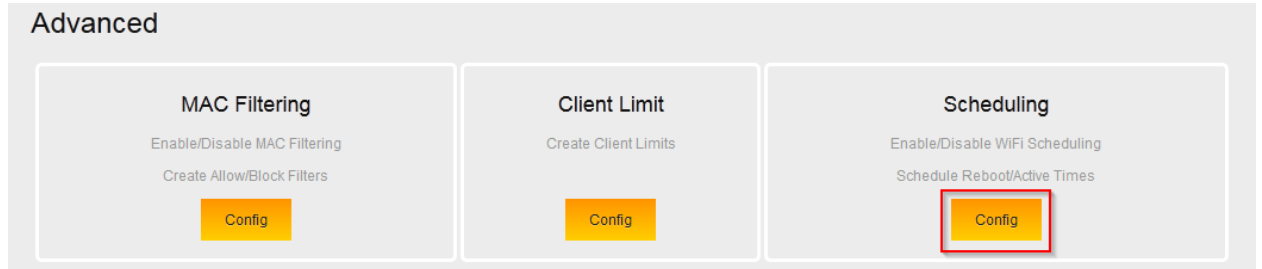 Advanced
MAC Filtering
Enable/Disable MAC Filtering
Create Allow/Block Filters
Config
Client Limit
Create Client Limits
Config
Scheduling
Enable/Disable WiFi Scheduling
Schedule Reboot/Active Times
Config